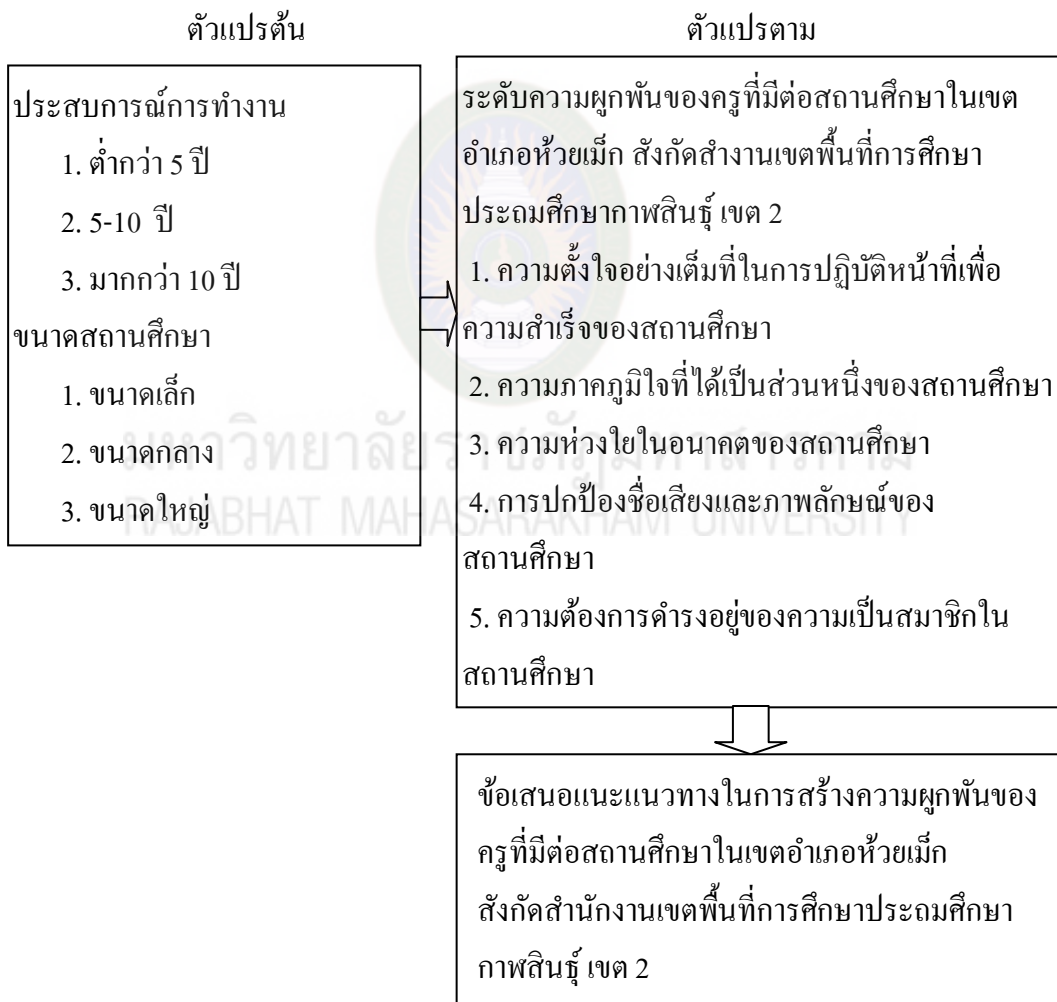 ตัวแปรต้น
ประสบการณ์การทำงาน
1. ต่ำกว่า 5 ปี
2. 5-10 ปี
3. มากกว่า 10 ปี
ขนาดสถานศึกษา
1. ขนาดเล็ก
2. ขนาดกลาง
3. ขนาดใหญ่
ตัวแปรตาม
ระดับความผูกพันของครูที่มีต่อสถานศึกษาในเขต
อำเภอห้วยเม็ก สังกัดสำงานเขตพื้นที่การศึกษา
ประถมศึกษากาฬสินธุ์ เขต 2
1. ความตั้งใจอย่างเต็มที่ในการปฏิบัติหน้าที่เพื่อ
ความสำเร็จของสถานศึกษา
2. ความภาคภูมิใจที่ได้เป็นส่วนหนึ่งของสถานศึกษา
3. ความห่วงใยในอนาคตของสถานศึกษา
4. การปกป้องชื่อเสียงและภาพลักษณ์ของ
สถานศึกษา
5. ความต้องการดำรงอยู่ของความเป็นสมาชิกใน
สถานศึกษา
ข้อเสนอแนะแนวทางในการสร้างความผูกพันของ
ครูที่มีต่อสถานศึกษาในเขตอำเภอห้วยเม็ก
สังกัดสำนักงานเขตพื้นที่การศึกษาประถมศึกษา
กาฬสินธุ์ เขต 2
มหาวิทยาลัยราชภัฏมหาสารคาม
RAJABHAT MAHASARAKHAM UNIVERSITY